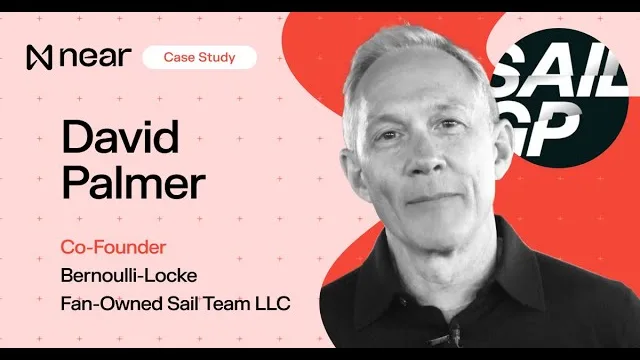 near
Case Study
SAIL
GP
David
Palmer
Co-Founder
Bernoulli-Locke
Fan-Owned Sail Team LLC